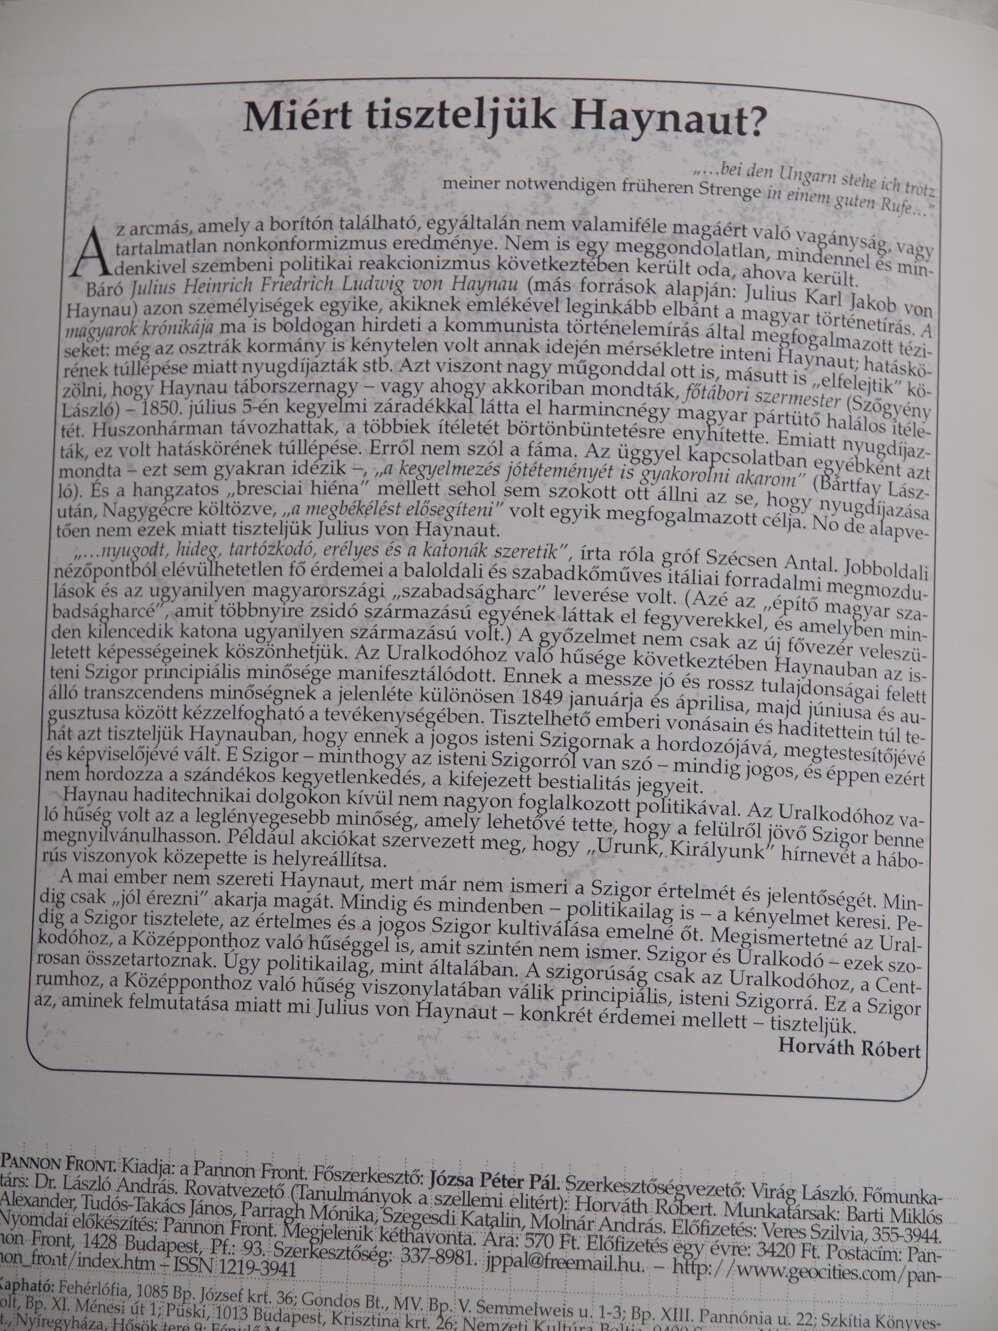 Miért tiszteljük Haynaut?
„…bei den Ungarn stehe ich trotz
meiner notwendigen früheren Strenge in einem guten Rufe…"
Az arcmás, amely a borítón található, egyáltalán nem valamiféle magáért való vagányság, vagy
tartalmatlan nonkonformizmus eredménye. Nem is egy meggondolatlan, mindennel és min-
denkivel szembeni politikai reakcionizmus következtében került oda, ahova került.
Báró Julius Heinrich Friedrich Ludwig von Haynau (más források alapján: Julius Karl Jakob von
Haynau) azon személyiségek egyike, akiknek emlékével leginkább elbánt a magyar történetírás. A
magyarok krónikája ma is boldogan hirdeti a kommunista történelemírás által megfogalmazott tézi-
seket: még az osztrák kormány is kénytelen volt annak idején mérsékletre inteni Haynaut; hatáskö-
rének túllépése miatt nyugdíjazták stb. Azt viszont nagy műgonddal ott is, másutt is „elfelejtik" kö-
zölni, hogy Haynau táborszernagy – vagy ahogy akkoriban mondták, főtábori szermester (Szőgyény
László) – 1850. július 5-én kegyelmi záradékkal látta el harmincnégy magyar pártütő halálos ítéle-
tét. Huszonhárman távozhattak, a többiek ítéletét börtönbüntetésre enyhítette. Emiatt nyugdíjaz-
ták, ez volt hatáskörének túllépése. Erről nem szól a fáma. Az üggyel kapcsolatban egyébként azt
mondta – ezt sem gyakran idézik –, „a kegyelmezés jótéteményét is gyakorolni akarom" (Bártfay Lász-
ló). És a hangzatos „bresciai hiéna" mellett sehol sem szokott ott állni az se, hogy nyugdíjazása
után, Nagygécre költözve, „a megbékélést elősegíteni" volt egyik megfogalmazott célja. No de alapve-
tően nem ezek miatt tiszteljük Julius von Haynaut.
„…nyugodt, hideg, tartózkodó, erélyes és a katonák szeretik", írta róla gróf Szécsen Antal. Jobboldali
nézőpontból elévülhetetlen fő érdemei a baloldali és szabadkőműves itáliai forradalmi megmozdu-
lások és az ugyanilyen magyarországi „szabadságharc" leverése volt. (Azé az „építő magyar sza-
badságharcé", amit többnyire zsidó származású egyének láttak el fegyverekkel, és amelyben min-
den kilencedik katona ugyanilyen származású volt.) A győzelmet nem csak az új fővezér veleszü-
letett képességeinek köszönhetjük. Az Uralkodóhoz való hűsége következtében Haynauban az is-
teni Szigor principiális minősége manifesztálódott. Ennek a messze jó és rossz tulajdonságai felett
álló transzcendens minőségnek a jelenléte különösen 1849 januárja és áprilisa, majd júniusa és au-
gusztusa között kézzelfogható a tevékenységében. Tisztelhető emberi vonásain és haditettein túl te-
hát azt tiszteljük Haynauban, hogy ennek a jogos isteni Szigornak a hordozójává, megtestesítőjévé
és képviselőjévé vált. E Szigor – minthogy az isteni Szigorról van szó – mindig jogos, és éppen ezért
nem hordozza a szándékos kegyetlenkedés, a kifejezett bestialitás jegyeit.
Haynau haditechnikai dolgokon kívül nem nagyon foglalkozott politikával. Az Uralkodóhoz va-
ló hűség volt az a leglényegesebb minőség, amely lehetővé tette, hogy a felülről jövő Szigor benne
megnyilvánulhasson. Például akciókat szervezett meg, hogy „Urunk, Királyunk" hírnevét a hábo-
rús viszonyok közepette is helyreállítsa.
A mai ember nem szereti Haynaut, mert már nem ismeri a Szigor értelmét és jelentőségét. Min-
dig csak „jól érezni" akarja magát. Mindig és mindenben – politikailag is – a kényelmet keresi. Pe-
dig a Szigor tisztelete, az értelmes és a jogos Szigor kultiválása emelné őt. Megismertetné az Ural-
kodóhoz, a Középponthoz való hűséggel is, amit szintén nem ismer. Szigor és Uralkodó – ezek szo-
rosan összetartoznak. Úgy politikailag, mint általában. A szigorúság csak az Uralkodóhoz, a Cent-
rumhoz, a Középponthoz való hűség viszonylatában válik principiális, isteni Szigorrá. Ez a Szigor
az, aminek felmutatása miatt mi Julius von Haynaut – konkrét érdemei mellett – tiszteljük.
Horváth Róbert
PANNON FRONT. Kiadja: a Pannon Front. Főszerkesztő: Józsa Péter Pál. Szerkesztőségvezető: Virág László. Főmunka-
társ: Dr. László András. Rovatvezető (Tanulmányok a szellemi elitért): Horváth Róbert. Munkatársak: Barti Miklós
Alexander, Tudós-Takács János, Parragh Mónika, Szegesdi Katalin, Molnár András. Előfizetés: Veres Szilvia, 355-3944.
Nyomdai előkészítés: Pannon Front. Megjelenik kéthavonta. Ára: 570 Ft. Előfizetés egy évre: 3420 Ft. Postacím: Pan-
non Front, 1428 Budapest, Pf.: 93. Szerkesztőség: 337-8981. jppal@freemail.hu. – http://www.geocities.com/pan-
non_front/index.htm – ISSN 1219-3941
Kapható: Fehérlófia, 1085 Bp. József krt. 36; Gondos Bt., MV. Bp. V. Semmelweis u. 1-3; Bp. XIII. Pannónia u. 22; Szkítia Könyves-
bolt, Bp. XI. Ménesi út 1; Püski, 1013 Budapest, Krisztina krt. 26; Nemzeti Kultúra
Nyíregyháza, Hősök tere 9;